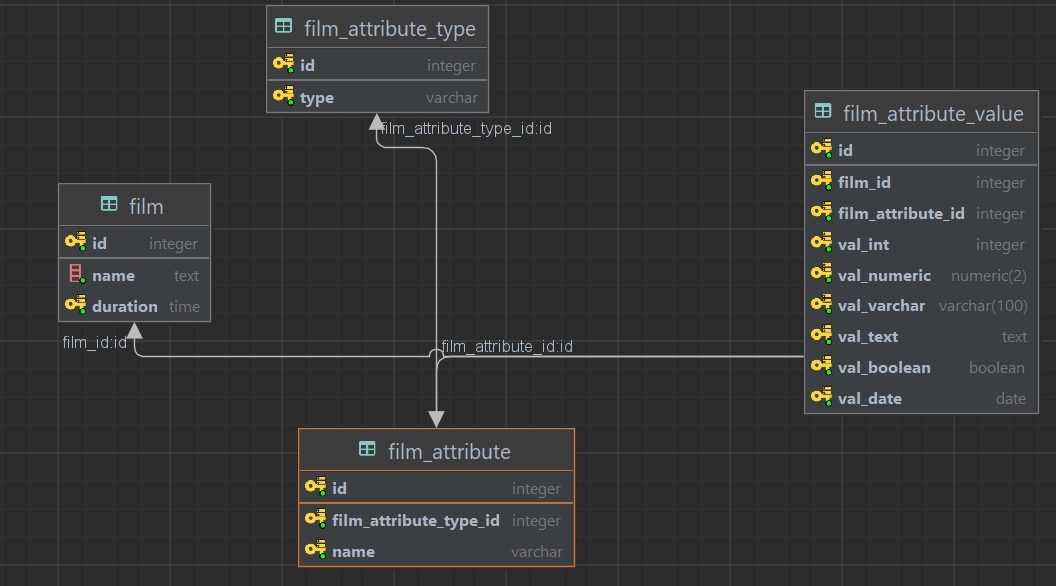 film_attribute_type
id integer
type varchar
film_attribute_type_id:id
film_attribute_value
id integer
film_id integer
film_attribute_id integer
val_int integer
val_numeric numeric(2)
val_varchar varchar(100)
val_text text
val_boolean boolean
val_date date
film
id integer
name text
duration time
film_id:id
film_attribute_id:id
film_attribute
id integer
film_attribute_type_id integer
name varchar